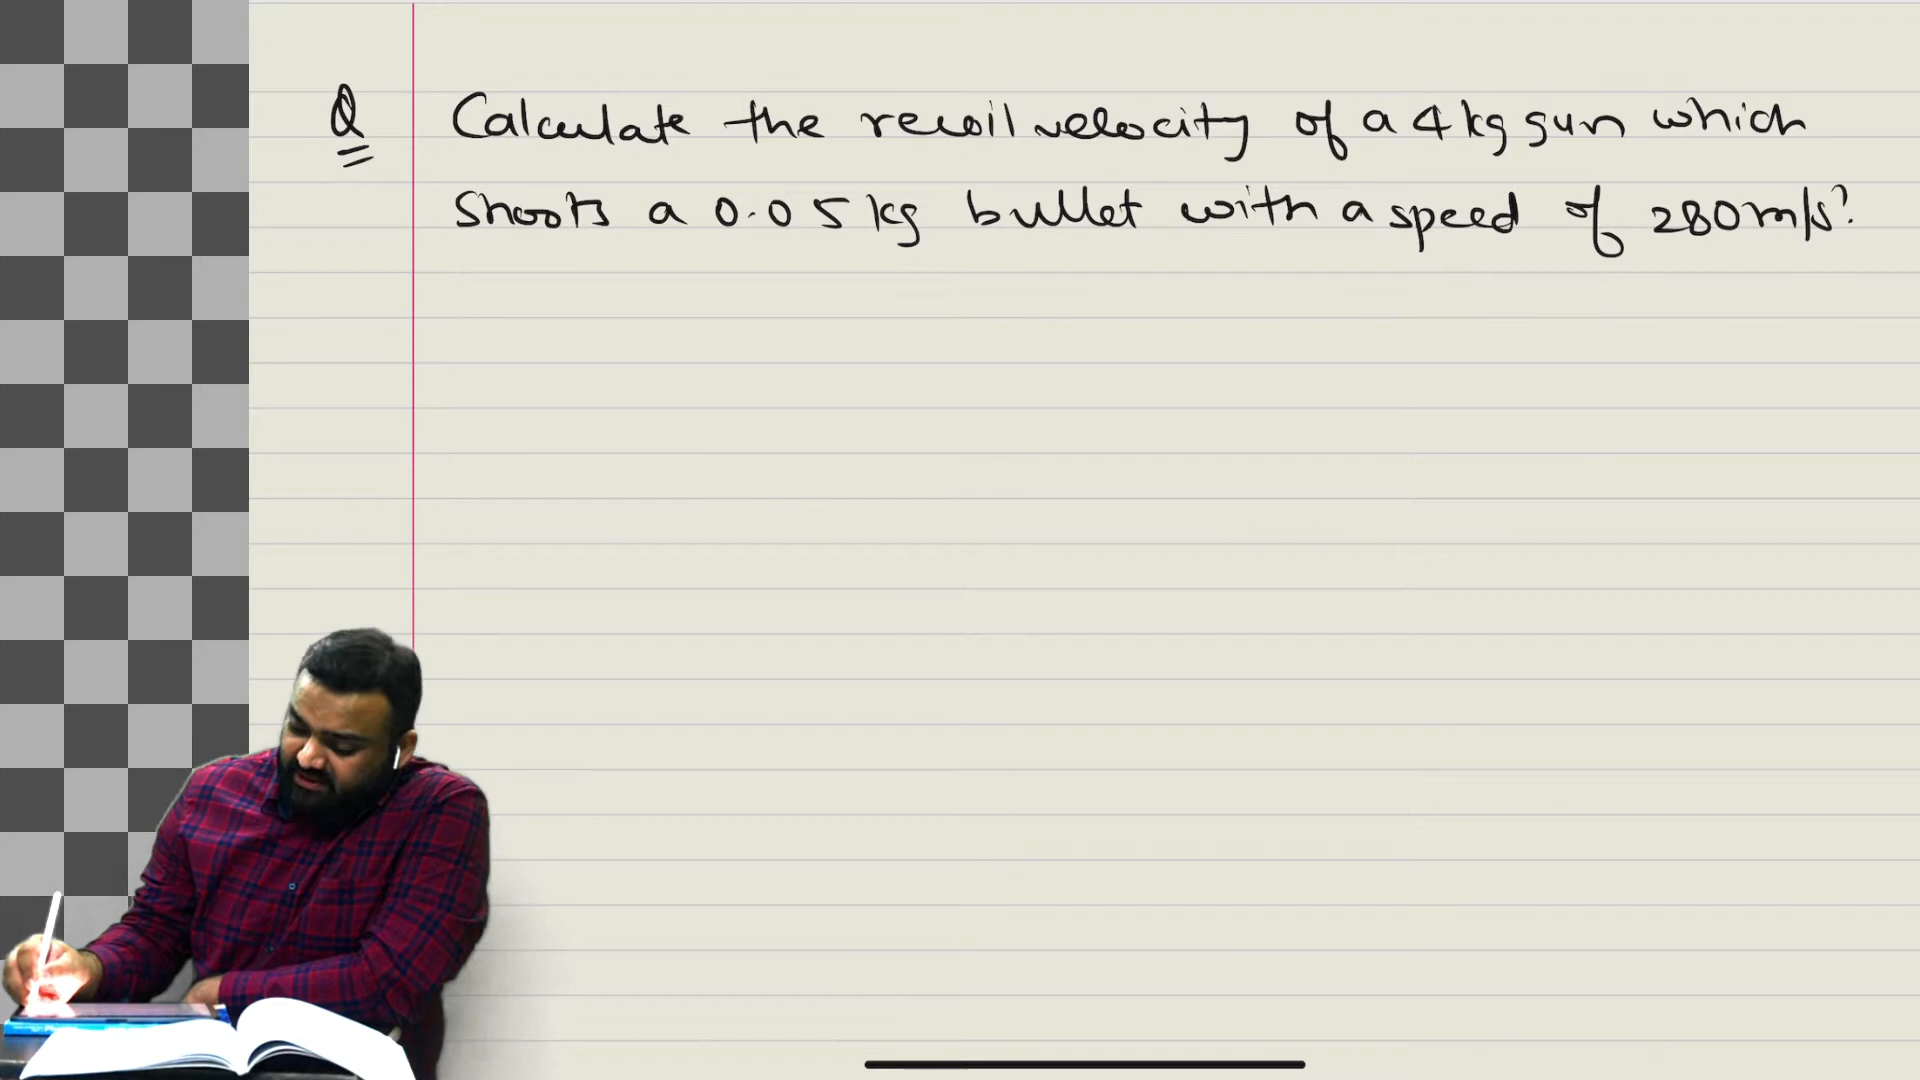 Q Calculate the recoil velocity of a 4 kg gun which
shoots a 0.05 kg bullet with a speed of 280 m/s?